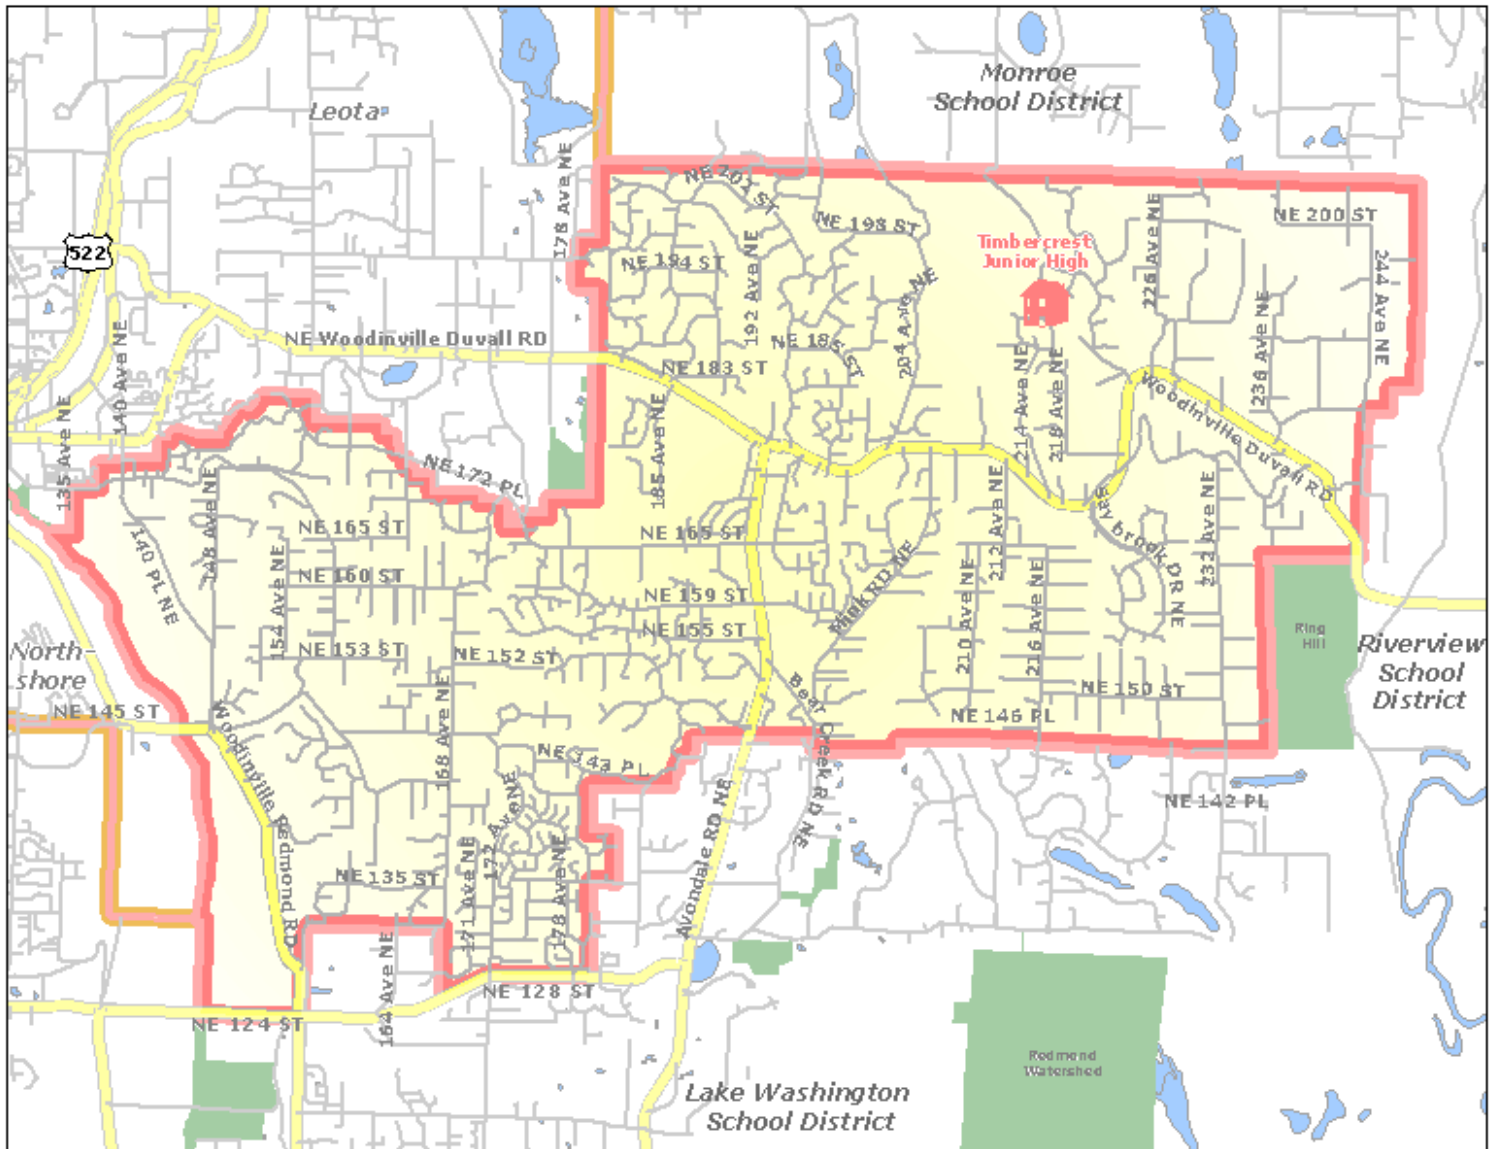 Monroe
School District
Leota
178 Ave NE
NE 202 ST
NE 198 ST
NE 200 ST
226 Ave NE
522
Timbercrest
Junior High
NE 194 ST
192 Ave NE
204 Ave NE
244 Ave NE
236 Ave NE
140 Ave NE
NE Woodinville Duvall RD
NE 183 ST
214 Ave NE
218 Ave NE
Woodinville Duvall RD
135 Ave NE
185 Ave NE
NE 172 PL
148 Ave NE
NE 165 ST
NE 165 ST
212 Ave NE
232 Ave NE
140 PL NE
154 Ave NE
NE 160 ST
NE 159 ST
210 Ave NE
216 Ave NE
NE 155 ST
Ring
Hill
North-
shore
NE 153 ST
NE 152 ST
Riverview
School
District
168 Ave NE
NE 150 ST
NE 145 ST
NE 146 PL
Bear Creek RD NE
Woodinville Redmond RD
NE 143 PL
172 Ave NE
NE 142 PL
Avondale RD NE
NE 135 ST
171 Ave NE
178 Ave NE
164 Ave NE
NE 128 ST
NE 124 ST
Redmond
Watershed
Lake Washington
School District